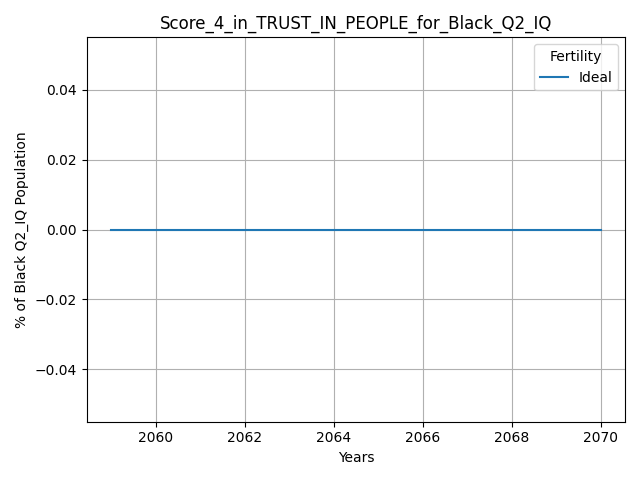 Score_4_in_TRUST_IN_PEOPLE_for_Black_Q2_IQ
Fertility
Ideal
% of Black Q2_IQ Population
0.04
0.02
0.00
−0.02
−0.04
2060 2062 2064 2066 2068 2070
Years